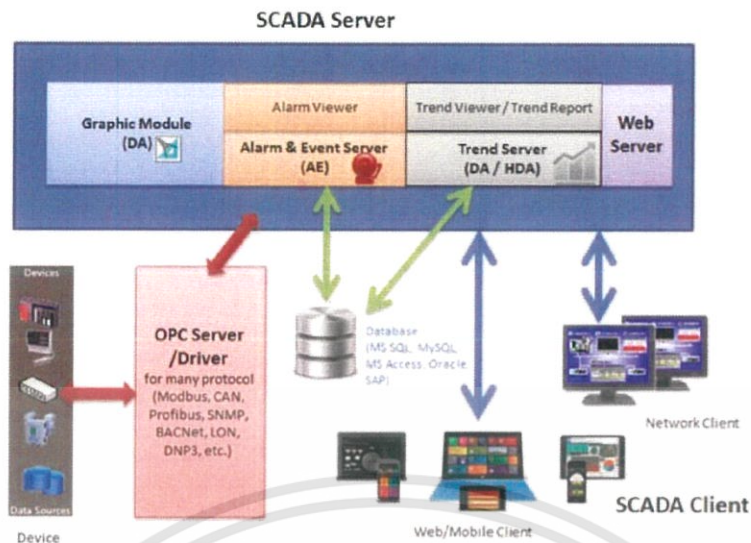 SCADA Server
Graphic Module
(DA)
Alarm Viewer
Alarm & Event Server
(AE)
Trend Viewer / Trend Report
Trend Server
(DA / HDA)
Web
Server
Devices
Data Sources
Device
OPC Server
/Driver
for many protocol
(Modbus, CAN,
Profibus, SNMP,
BACNet, LON,
DNP3, etc.)
Database
(MS SQL, MySQL,
MS Access, Oracle
SAP)
Network Client
SCADA Client
Web/Mobile Client